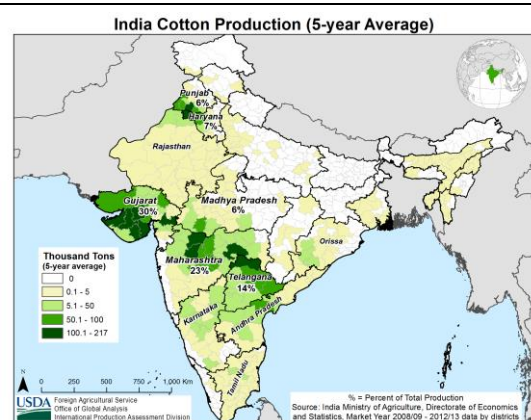 India Cotton Production (5-year Average)
Punjab
6%
Haryana
7%
Rajasthan
Gujarat
30%
Madhya Pradesh
6%
Orissa
Maharashtra
23%
Telangana
14%
Karnataka
Andhra Pradesh
Tamil Nadu
Thousand Tons
(5-year average)
0
0.1 - 5
5.1 - 50
50.1 - 100
100.1 - 217
N
0 250 500 1,000 Km
USDA
Foreign Agricultural Service
Office of Global Analysis
International Production Assessment Division
% = Percent of Total Production
Source: India Ministry of Agriculture, Directorate of Economics
and Statistics, Market Year 2008/09 - 2012/13 data by districts